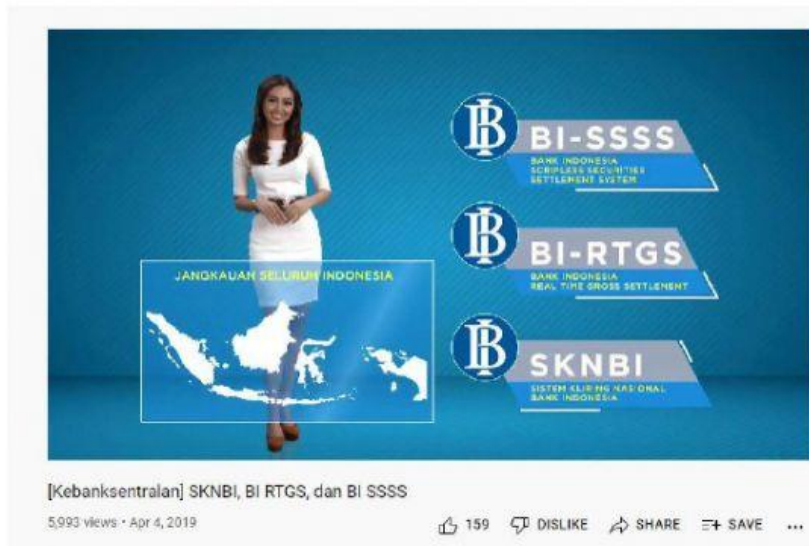 BI-SSSS
BANK INDONESIA
SCRIPLESS SECURITIES
SETTLEMENT SYSTEM
BI-RTGS
BANK INDONESIA
REAL TIME GROSS SETTLEMENT
JANGKAUAN SELURUH INDONESIA
SKNBI
SISTEM KLIRING NASIONAL
BANK INDONESIA
[Kebanksentralan] SKNBI, BI RTGS, dan BI SSSS
5,993 views • Apr 4, 2019
159 DISLIKE SHARE SAVE ...